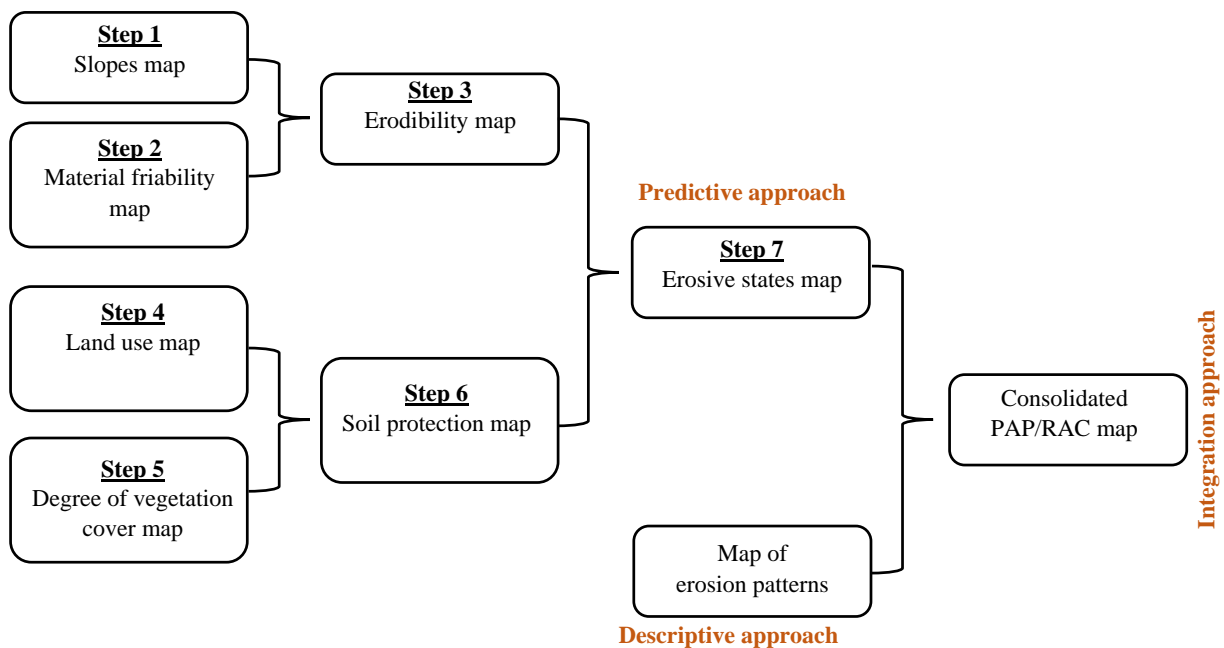 Step 1
Slopes map
Step 2
Material friability
map
Step 3
Erodibility map
Step 4
Land use map
Step 5
Degree of vegetation
cover map
Step 6
Soil protection map
Predictive approach
Step 7
Erosive states map
Map of
erosion patterns
Descriptive approach
Consolidated
PAP/RAC map
Integration approach